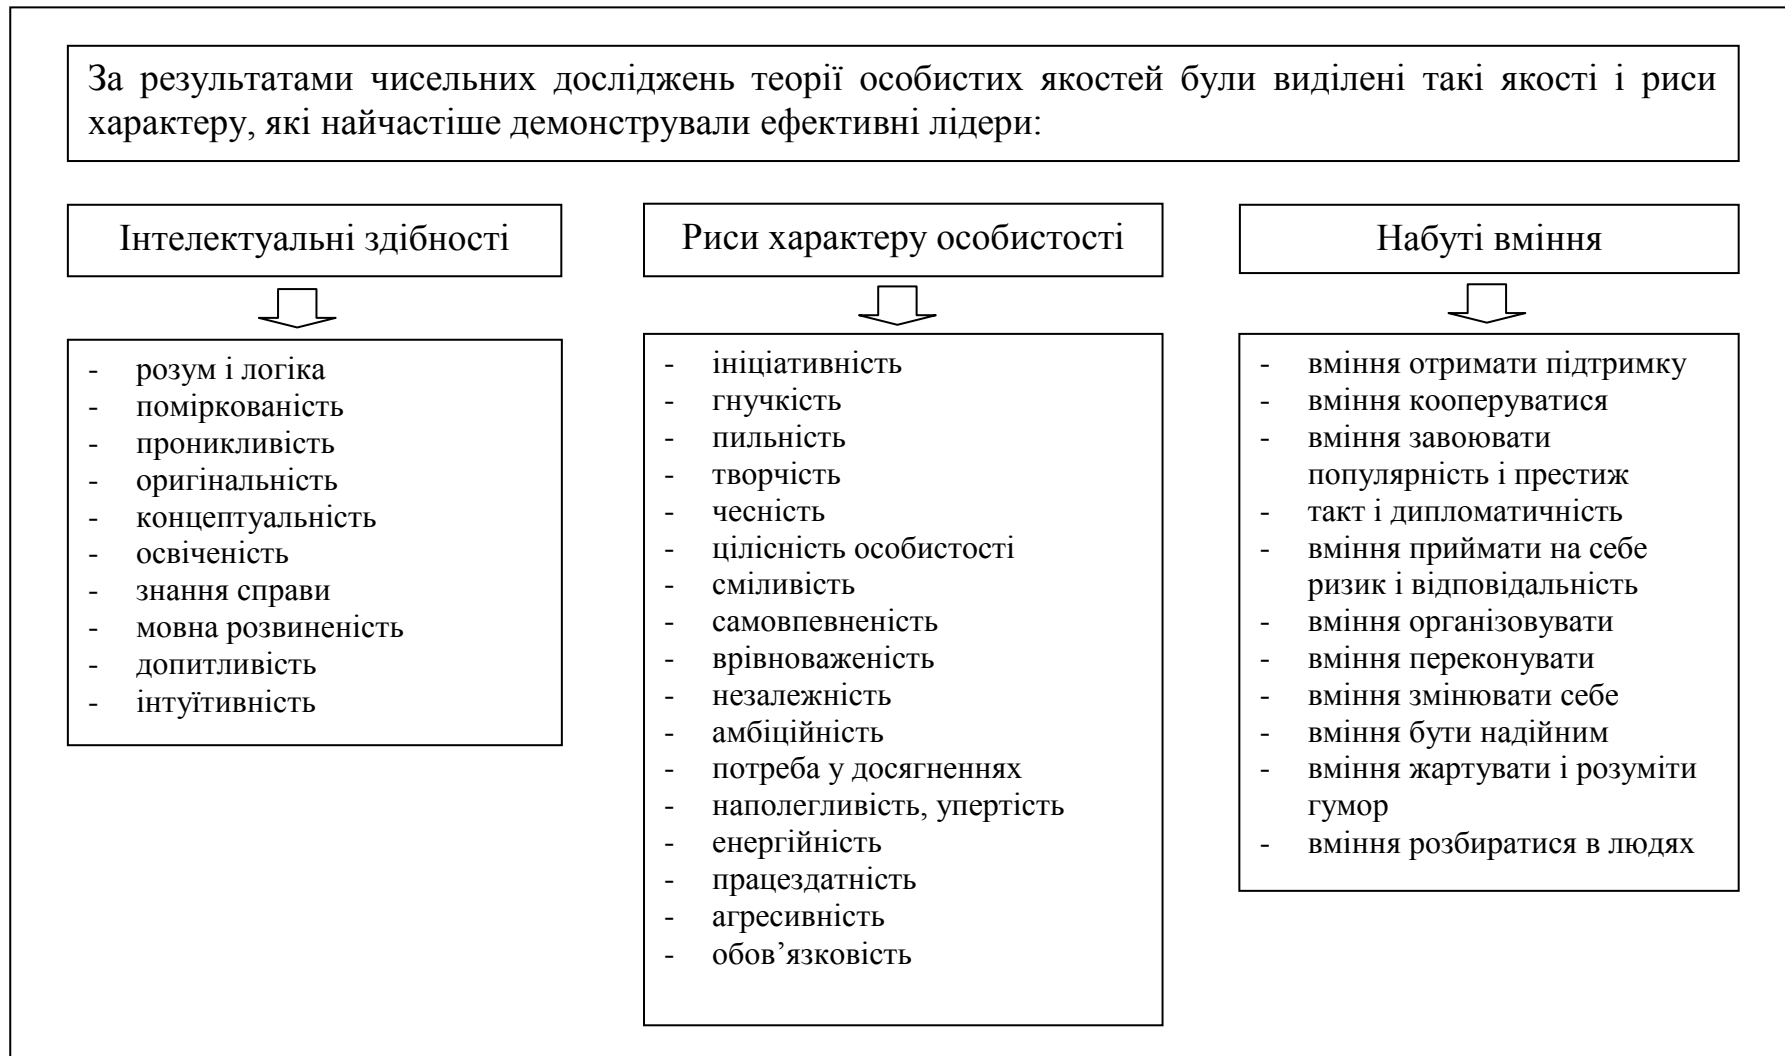 За результатами чисельних досліджень теорії особистих якостей були виділені такі якості і риси
характеру, які найчастіше демонстрували ефективні лідери:
Інтелектуальні здібності
- розум і логіка
- поміркованість
- проникливість
- оригінальність
- концептуальність
- освіченість
- знання справи
- мовна розвиненість
- допитливість
- інтуїтивність
Риси характеру особистості
- ініціативність
- гнучкість
- пильність
- творчість
- чесність
- цілісність особистості
- сміливість
- самовпевненість
- врівноваженість
- незалежність
- амбіційність
- потреба у досягненнях
- наполегливість, упертість
- енергійність
- працездатність
- агресивність
- обов’язковість
Набуті вміння
- вміння отримати підтримку
- вміння кооперуватися
- вміння завоювати
популярність і престиж
- такт і дипломатичність
- вміння приймати на себе
ризик і відповідальність
- вміння організовувати
- вміння переконувати
- вміння змінювати себе
- вміння бути надійним
- вміння жартувати і розуміти
гумор
- вміння розбиратися в людях